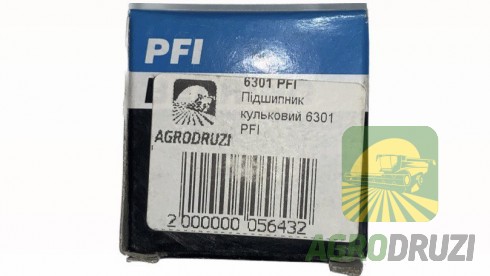 PFI
6301 PFI
Підшипник
кульковий 6301
PFI
AGRODRUZI
2 000000 056432
AGRODRUZI